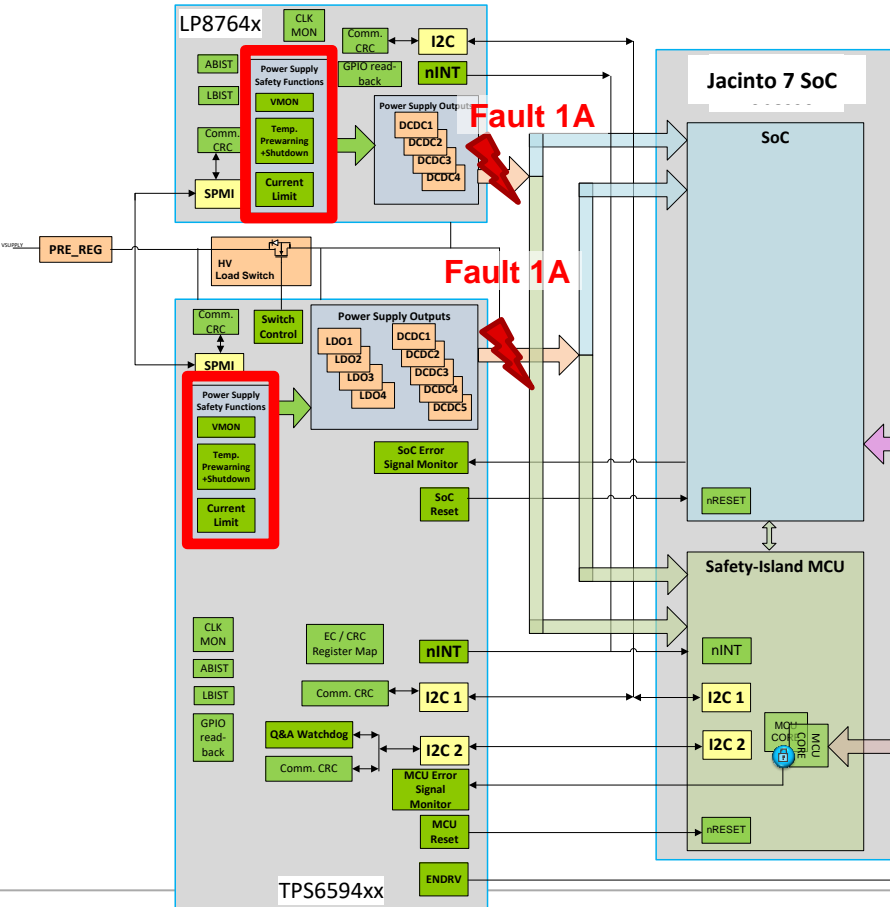 LP8764x
CLK
MON
ABIST
LBIST
Comm.
CRC
SPMI
Power Supply
Safety Functions
VMON
Temp.
Prewarning
+Shutdown
Current
Limit
Comm.
CRC
I2C
GPIO read-
back
nINT
Power Supply Outputs
DCDC1
DCDC2
DCDC3
DCDC4
Fault 1A
VSUPPLY
PRE_REG
HV
Load Switch
Fault 1A
Comm.
CRC
SPMI
Switch
Control
Power Supply
Safety Functions
VMON
Temp.
Prewarning
+Shutdown
Current
Limit
Power Supply Outputs
LDO1
LDO2
LDO3
LDO4
DCDC1
DCDC2
DCDC3
DCDC4
DCDC5
SoC Error
Signal Monitor
SoC
Reset
CLK
MON
ABIST
LBIST
GPIO
read-
back
EC / CRC
Register Map
nINT
Comm. CRC
I2C 1
Q&A Watchdog
Comm. CRC
I2C 2
MCU Error
Signal
Monitor
MCU
Reset
ENDRV
TPS6594xx
Jacinto 7 SoC
SoC
nRESET
Safety-Island MCU
nINT
I2C 1
I2C 2
MCU
CORE
MCU
CORE
nRESET